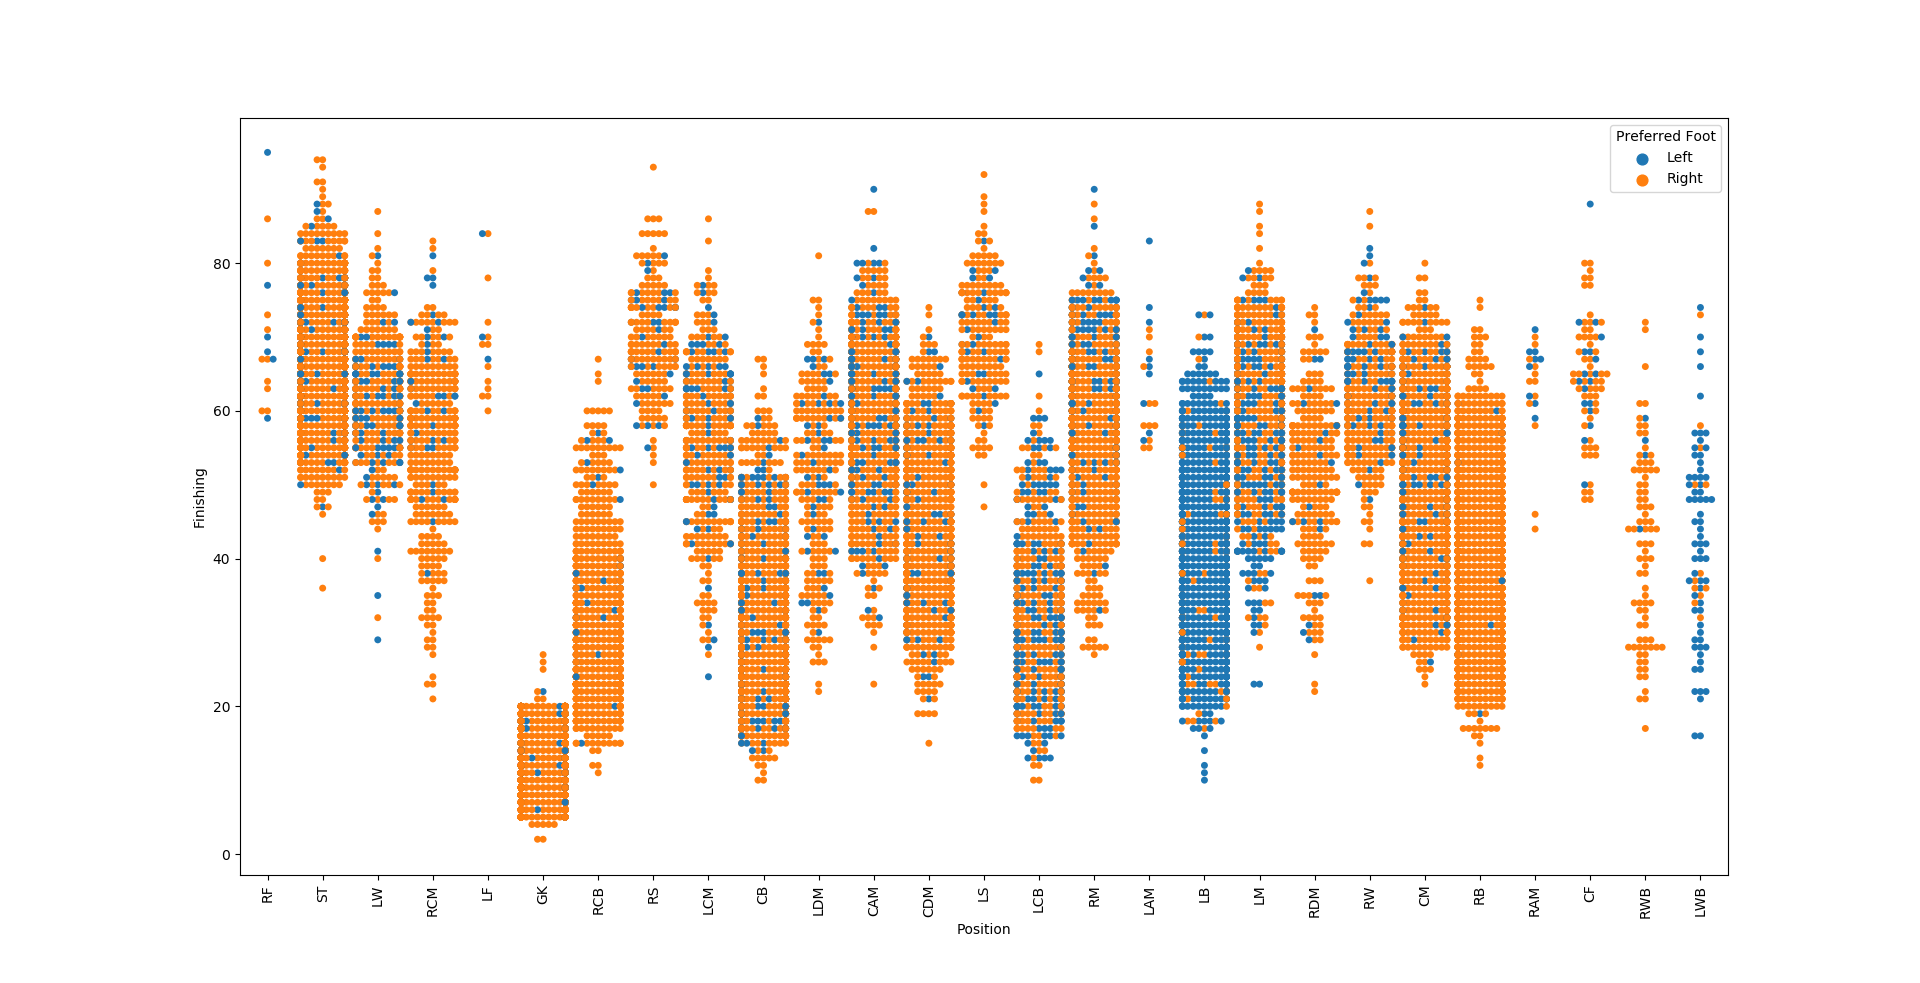 Preferred Foot
Left
Right
Finishing
80
60
40
20
0
RF
ST
LW
RCM
LF
GK
RCB
RS
LCM
CB
LDM
CAM
CDM
LS
LCB
RM
LAM
LB
LM
RDM
RW
CM
RB
RAM
CF
RWB
LWB
Position